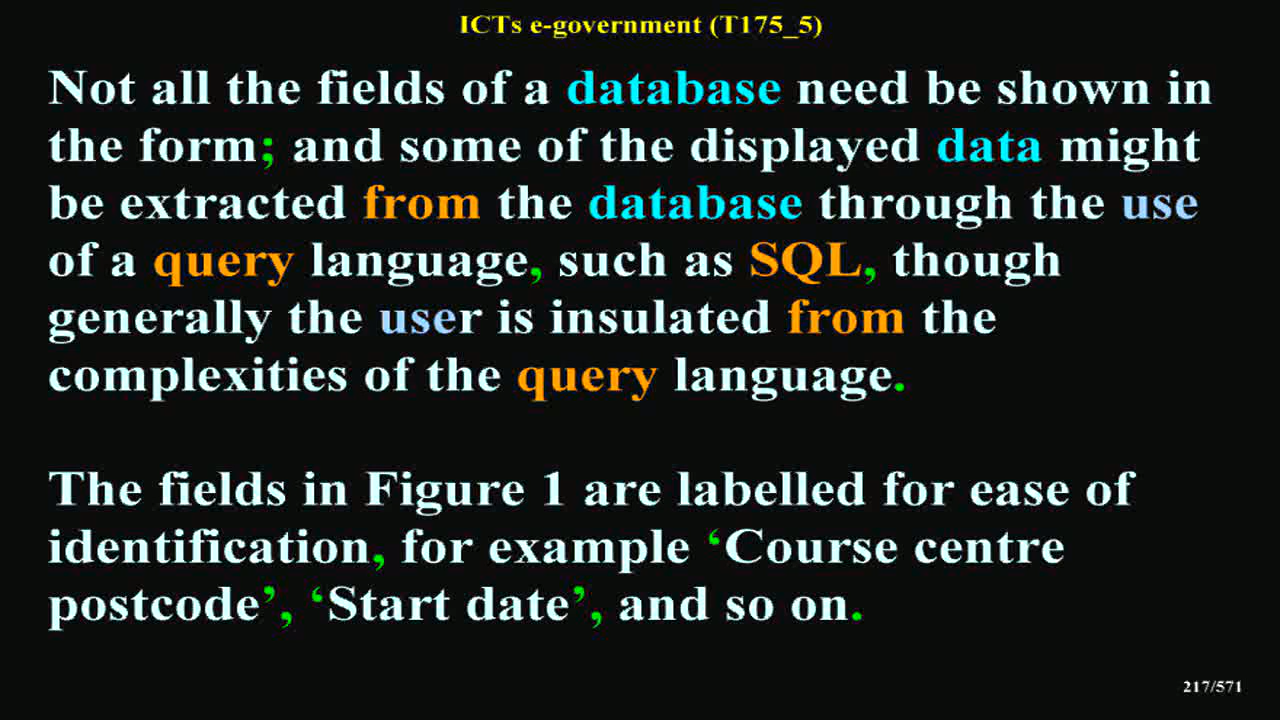 ICTs e-government (T175_5)
Not all the fields of a database need be shown in
the form; and some of the displayed data might
be extracted from the database through the use
of a query language, such as SQL, though
generally the user is insulated from the
complexities of the query language.
The fields in Figure 1 are labelled for ease of
identification, for example ‘Course centre
postcode’, ‘Start date’, and so on.
217/571